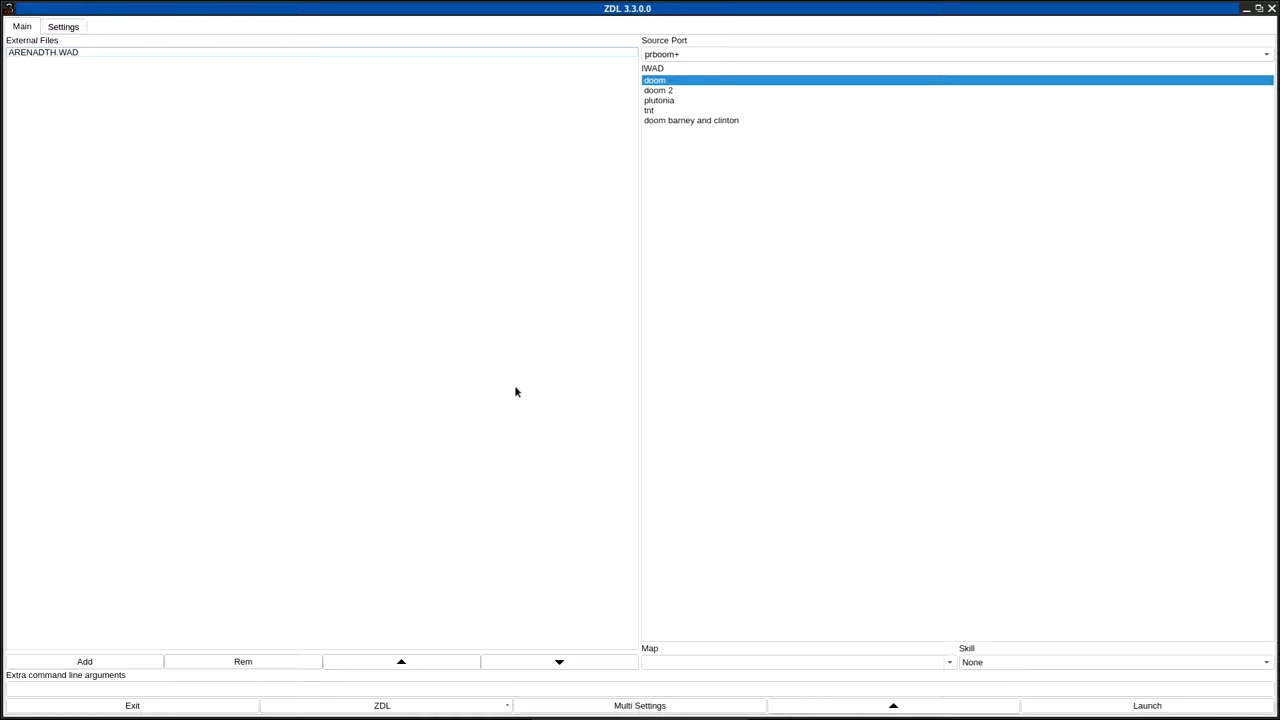 ZDL 3.3.0.0
Main
Settings
External Files
ARENADTH.WAD
Source Port
prboom+
IWAD
doom
doom 2
plutonia
tnt
doom barney and clinton
Map
Skill
None
Add
Rem
Extra command line arguments
Exit
ZDL
Multi Settings
Launch